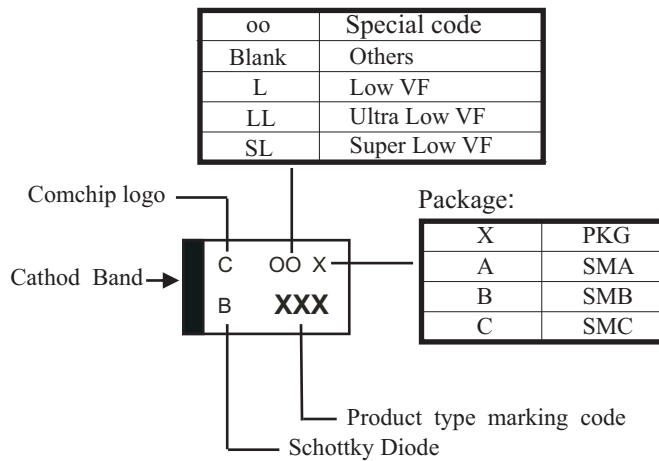 oo Special code
Blank Others
L Low VF
LL Ultra Low VF
SL Super Low VF
Comchip logo
Package:
X PKG
A SMA
B SMB
C SMC
Cathod Band
C OO X
B XXX
Product type marking code
Schottky Diode